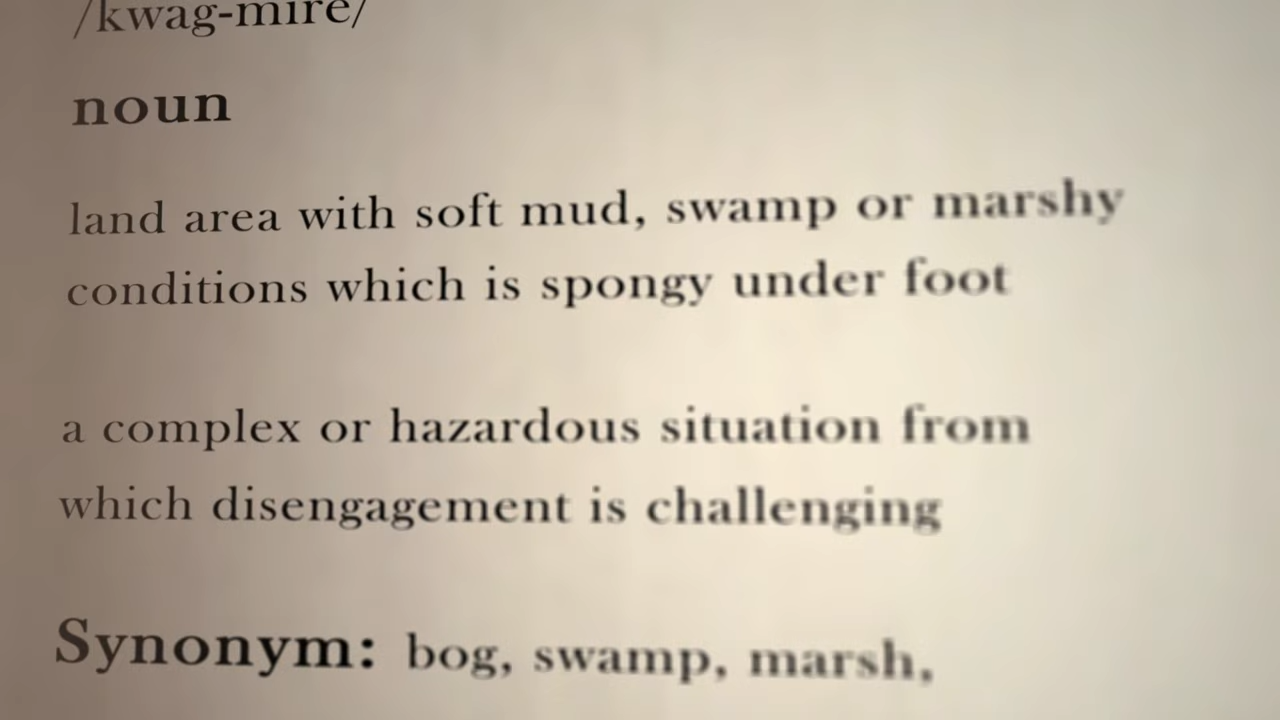 /kwag-mire/
noun
land area with soft mud, swamp or marshy
conditions which is spongy under foot
a complex or hazardous situation from
which disengagement is challenging
Synonym: bog, swamp, marsh,